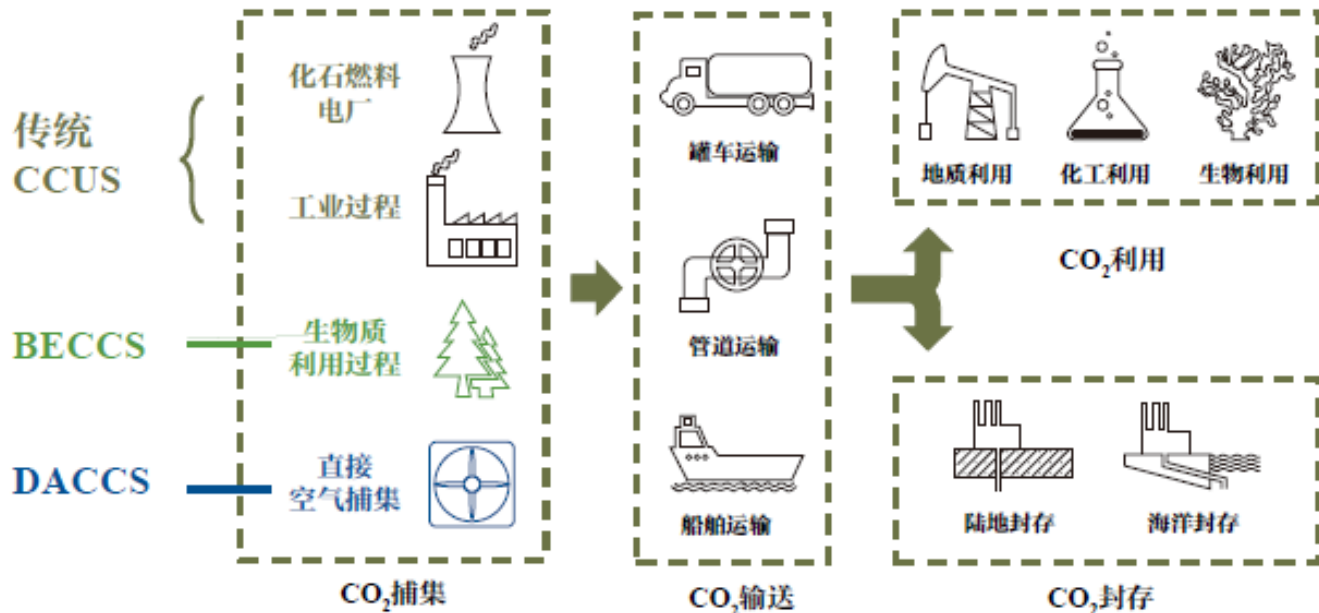 传统
CCUS
化石燃料
电厂
工业过程
BECCS
生物质
利用过程
DACCS
直接
空气捕集
CO₂捕集
罐车运输
管道运输
船舶运输
CO₂输送
地质利用
化工利用
生物利用
CO₂利用
陆地封存
海洋封存
CO₂封存